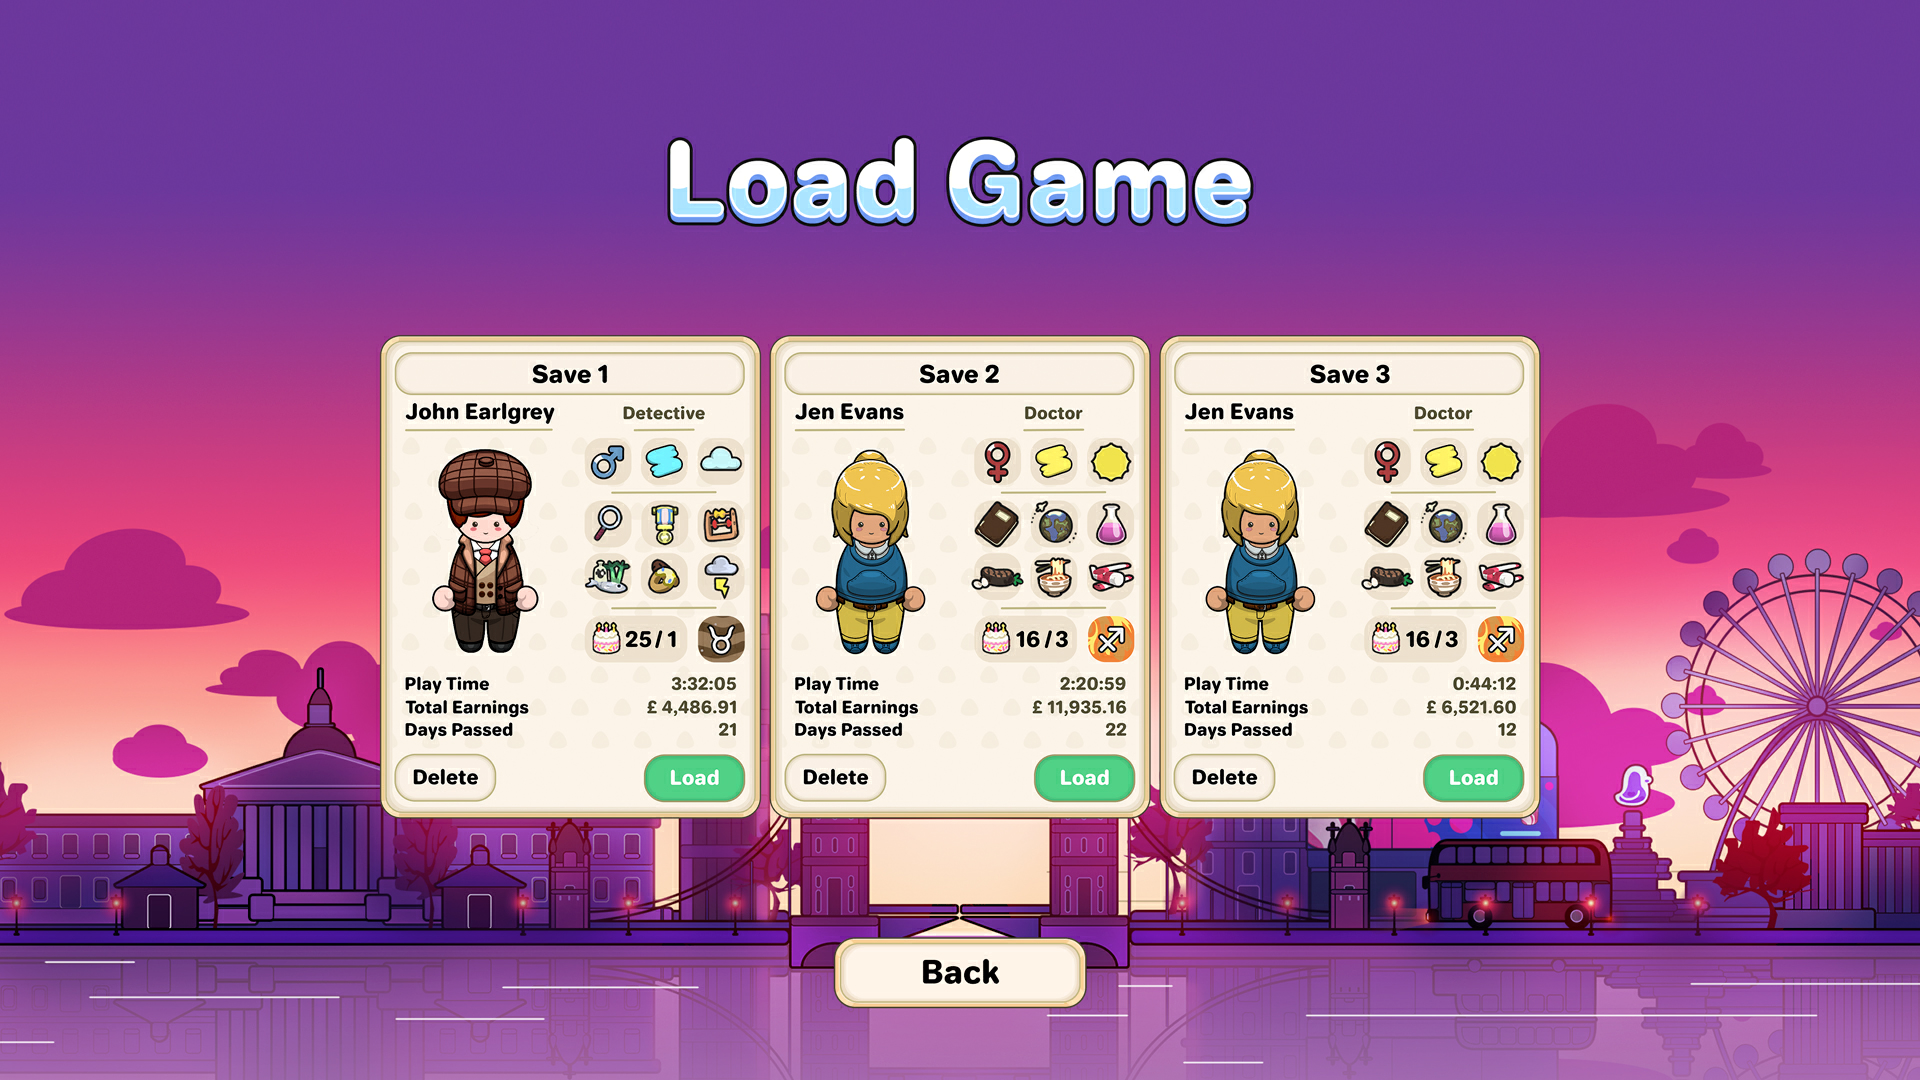 Load Game
Save 1
John Earlgrey
Detective
25/1
Play Time 3:32:05
Total Earnings £ 4,486.91
Days Passed 21
Delete
Load
Save 2
Jen Evans
Doctor
16/3
Play Time 2:20:59
Total Earnings £ 11,935.16
Days Passed 22
Delete
Load
Save 3
Jen Evans
Doctor
16/3
Play Time 0:44:12
Total Earnings £ 6,521.60
Days Passed 12
Delete
Load
Back